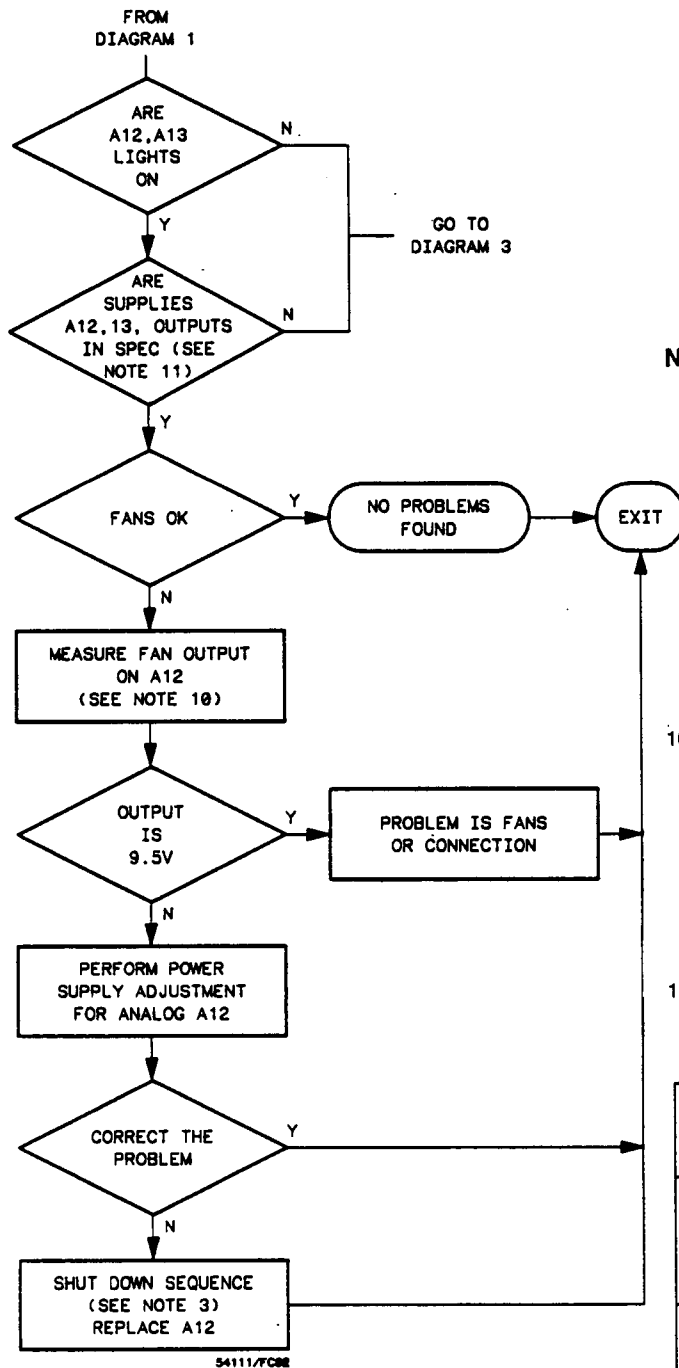 FROM
DIAGRAM 1
ARE
A12,A13
LIGHTS
ON
N
Y
GO TO
DIAGRAM 3
ARE
SUPPLIES
A12,13, OUTPUTS
IN SPEC (SEE
NOTE 11)
N
Y
FANS OK
Y
NO PROBLEMS
FOUND
EXIT
N
MEASURE FAN OUTPUT
ON A12
(SEE NOTE 10)
OUTPUT
IS
9.5V
Y
PROBLEM IS FANS
OR CONNECTION
N
PERFORM POWER
SUPPLY ADJUSTMENT
FOR ANALOG A12
CORRECT THE
PROBLEM
Y
N
SHUT DOWN SEQUENCE
(SEE NOTE 3)
REPLACE A12
N
1